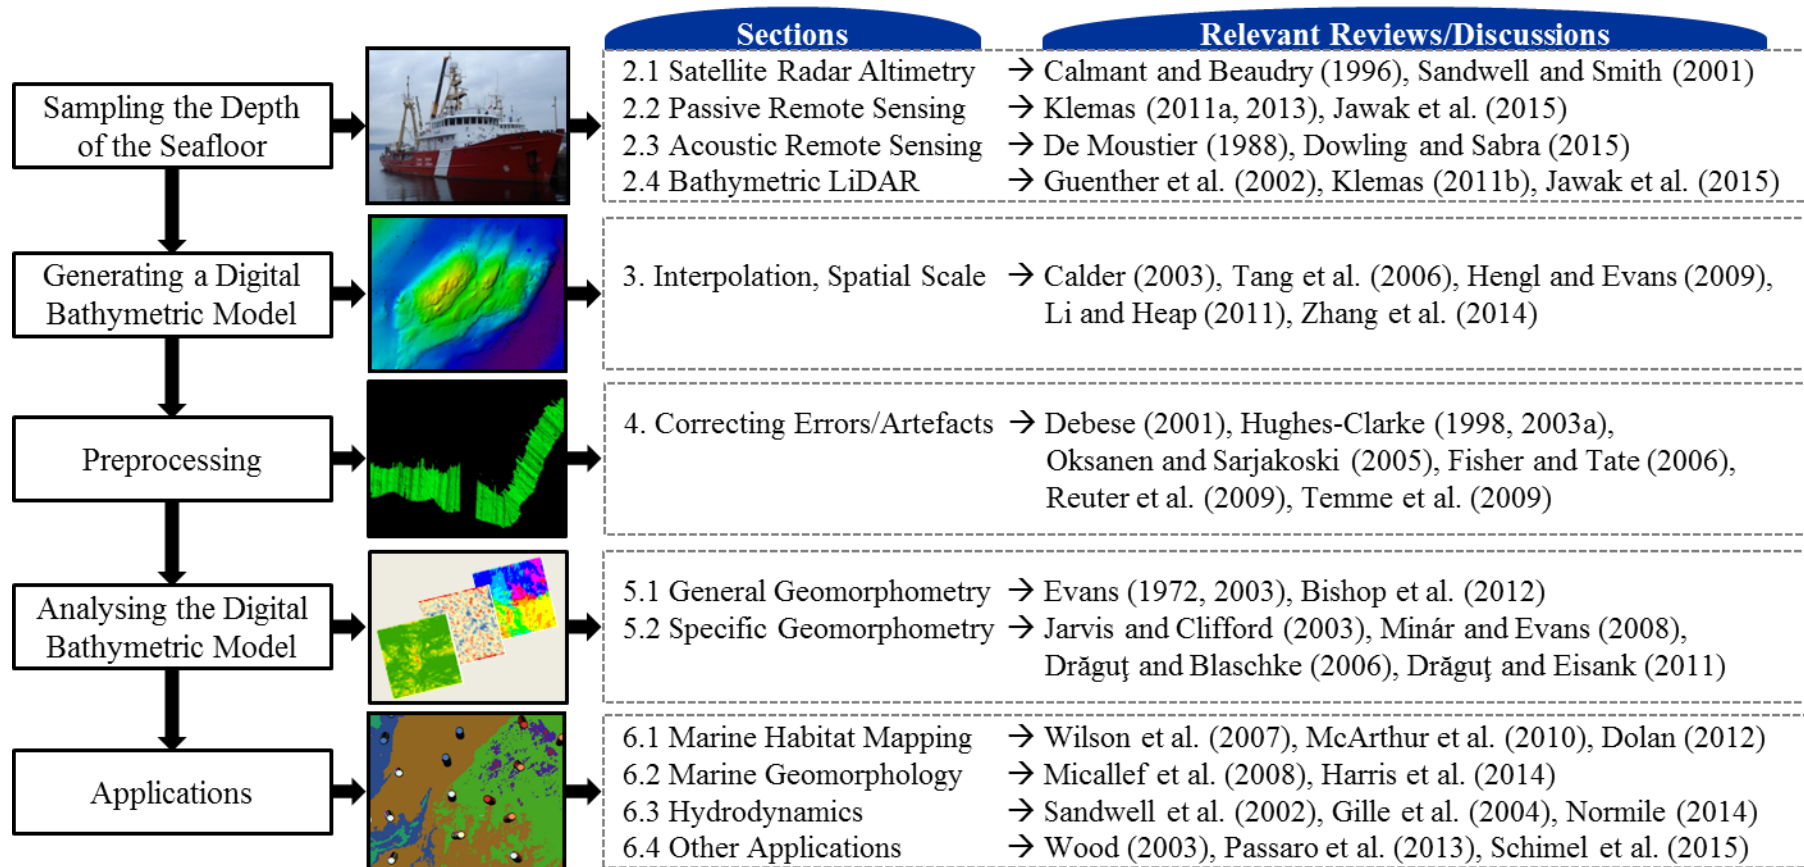 Sections
Relevant Reviews/Discussions
Sampling the Depth
of the Seafloor
2.1 Satellite Radar Altimetry → Calmant and Beaudry (1996), Sandwell and Smith (2001)
2.2 Passive Remote Sensing → Klemas (2011a, 2013), Jawak et al. (2015)
2.3 Acoustic Remote Sensing → De Moustier (1988), Dowling and Sabra (2015)
2.4 Bathymetric LiDAR → Guenther et al. (2002), Klemas (2011b), Jawak et al. (2015)
Generating a Digital
Bathymetric Model
3. Interpolation, Spatial Scale → Calder (2003), Tang et al. (2006), Hengl and Evans (2009),
Li and Heap (2011), Zhang et al. (2014)
Preprocessing
4. Correcting Errors/Artefacts → Debese (2001), Hughes-Clarke (1998, 2003a),
Oksanen and Sarjakoski (2005), Fisher and Tate (2006),
Reuter et al. (2009), Temme et al. (2009)
Analysing the Digital
Bathymetric Model
5.1 General Geomorphometry → Evans (1972, 2003), Bishop et al. (2012)
5.2 Specific Geomorphometry → Jarvis and Clifford (2003), Minár and Evans (2008),
Drăguţ and Blaschke (2006), Drăguţ and Eisank (2011)
Applications
6.1 Marine Habitat Mapping → Wilson et al. (2007), McArthur et al. (2010), Dolan (2012)
6.2 Marine Geomorphology → Micallef et al. (2008), Harris et al. (2014)
6.3 Hydrodynamics → Sandwell et al. (2002), Gille et al. (2004), Normile (2014)
6.4 Other Applications → Wood (2003), Passaro et al. (2013), Schimel et al. (2015)